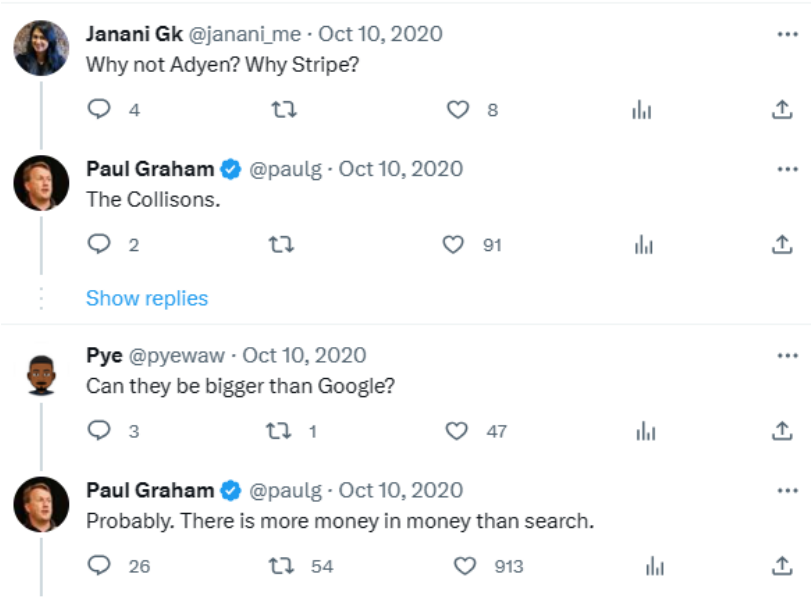 Janani Gk @janani_me · Oct 10, 2020
Why not Adyen? Why Stripe?
4 8
Paul Graham @paulg · Oct 10, 2020
The Collisons.
2 91
Show replies
Pye @pyewaw · Oct 10, 2020
Can they be bigger than Google?
3 1 47
Paul Graham @paulg · Oct 10, 2020
Probably. There is more money in money than search.
26 54 913